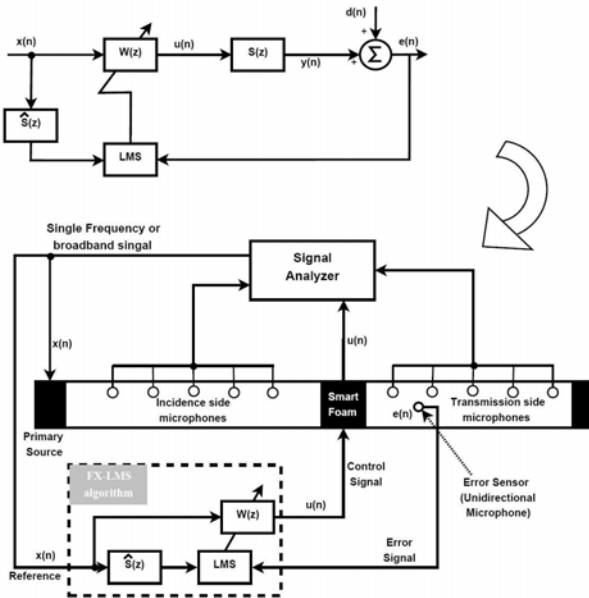 d(n)
x(n)
W(z)
u(n)
S(z)
y(n)
+
+
Σ
e(n)
^S(z)
LMS
Single Frequency or
broadband singal
Signal
Analyzer
x(n)
u(n)
Incidence side
microphones
Smart
Foam
Transmission side
microphones
e(n)
Primary
Source
Control
Signal
Error Sensor
(Unidirectional
Microphone)
FX-LMS
algorithm
W(z)
u(n)
x(n)
Reference
^S(z)
LMS
Error
Signal